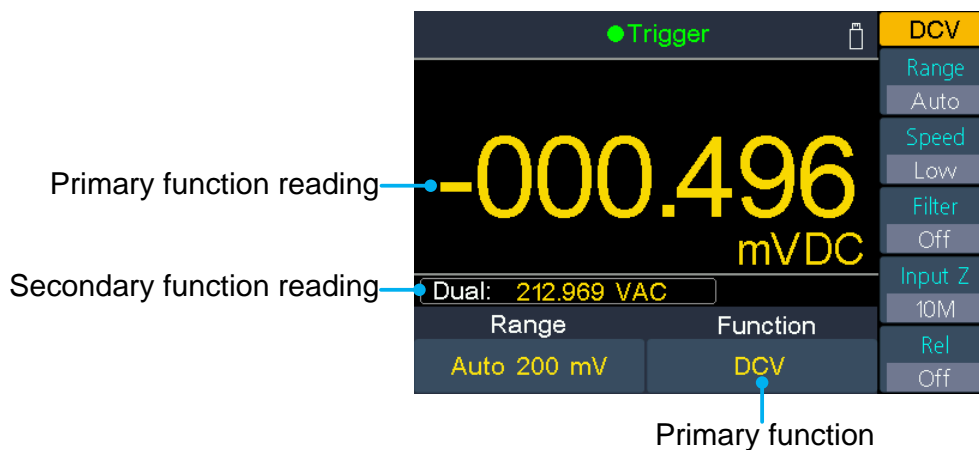 Trigger
DCV
Range
Auto
Speed
Low
Filter
Off
Input Z
10M
Rel
Off
Primary function reading
-000.496
mVDC
Secondary function reading
Dual: 212.969 VAC
Range Function
Auto 200 mV DCV
Primary function